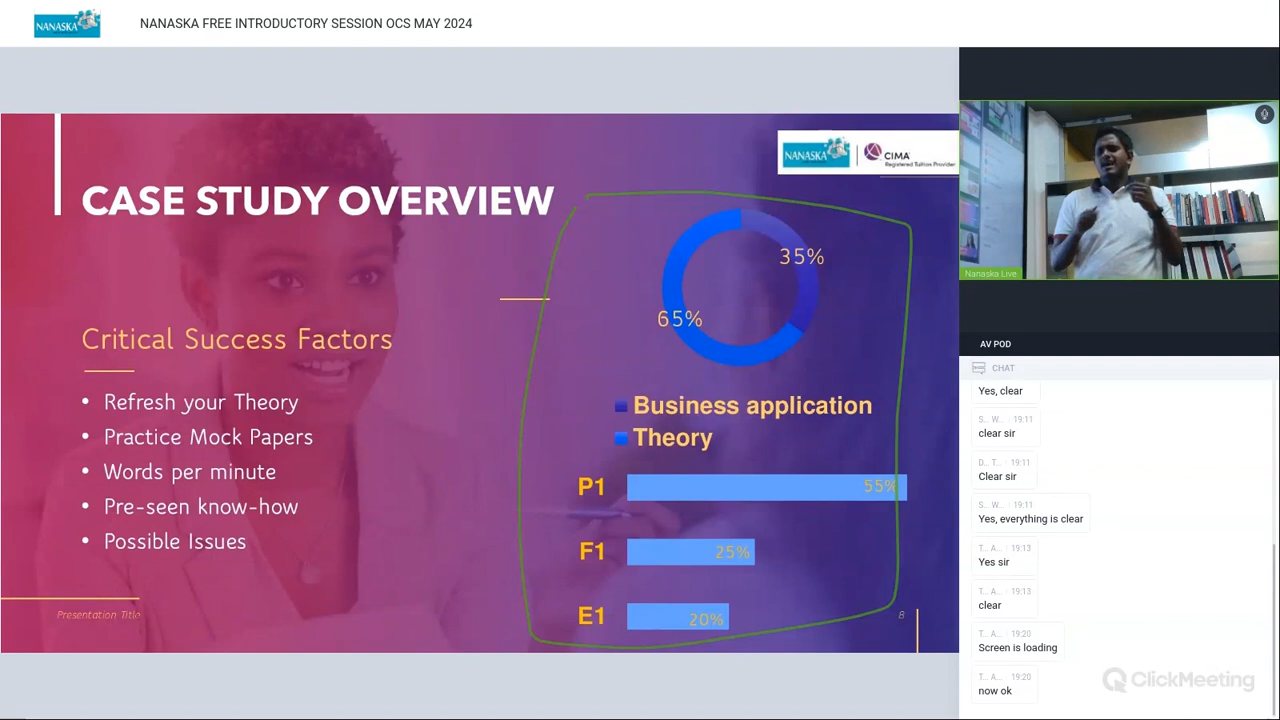 NANASKA
NANASKA FREE INTRODUCTORY SESSION OCS MAY 2024
NANASKA
CIMA
Registered Tuition Provider
CASE STUDY OVERVIEW
35%
65%
Critical Success Factors
Business application
Theory
• Refresh your Theory
• Practice Mock Papers
• Words per minute
• Pre-seen know-how
• Possible Issues
P1 55%
F1 25%
E1 20%
Presentation Title
8
Nanaska Live
AV POD
CHAT
Yes, clear
S... W... 19:11
clear sir
D... T... 19:11
Clear sir
S... W... 19:11
Yes, everything is clear
T... A... 19:13
Yes sir
T... A... 19:13
clear
T... A... 19:20
Screen is loading
T... A... 19:20
now ok
ClickMeeting